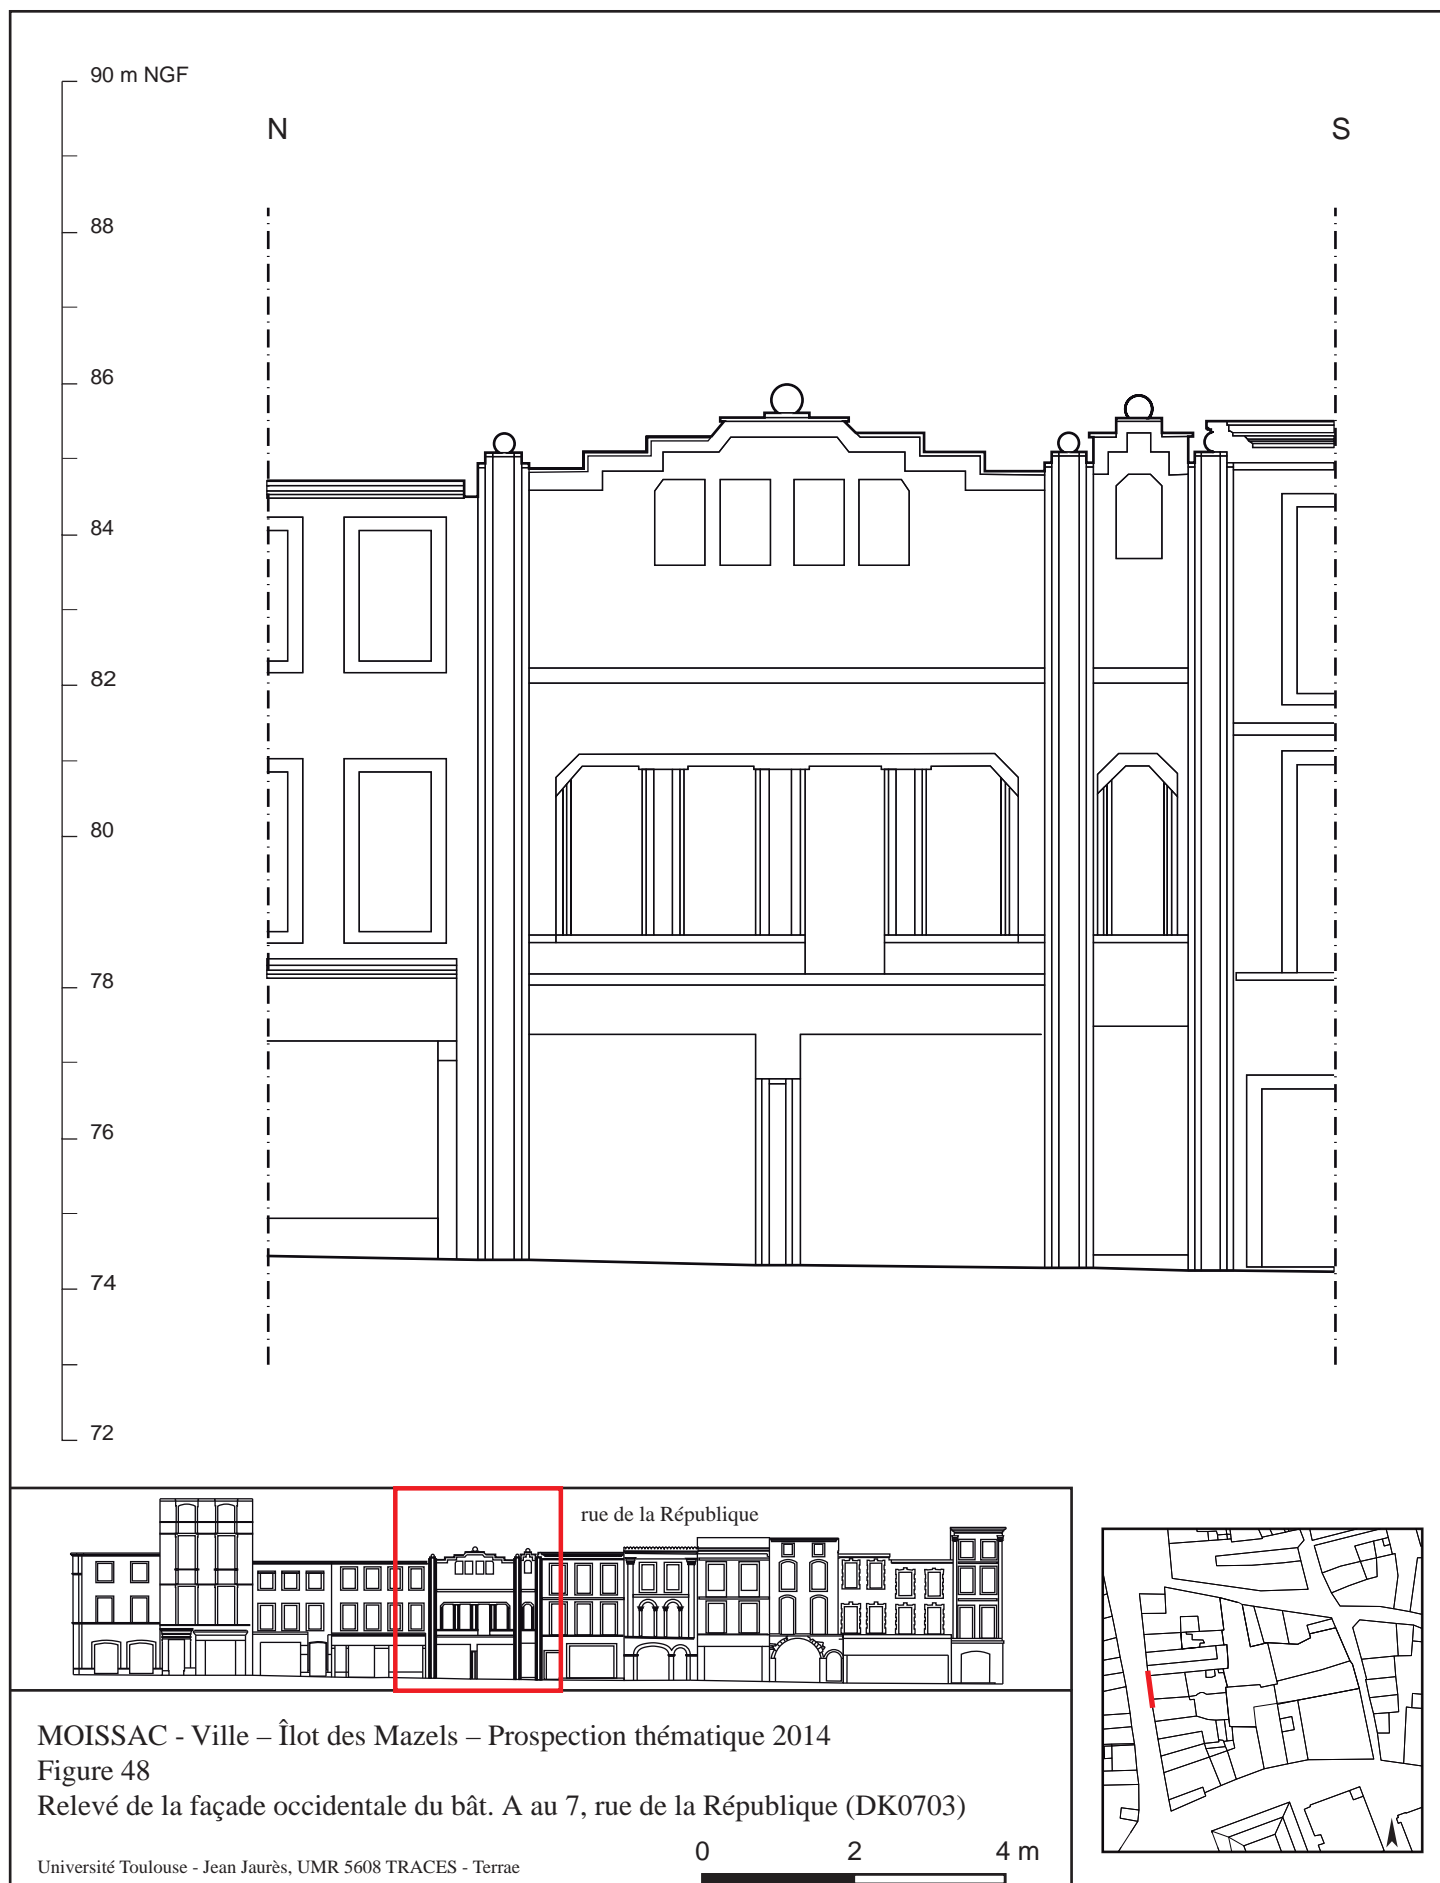 90 m NGF
N
S
88
86
84
82
80
78
76
74
72
rue de la République
MOISSAC - Ville – Îlot des Mazels – Prospection thématique 2014
Figure 48
Relevé de la façade occidentale du bât. A au 7, rue de la République (DK0703)
0 2 4 m
Université Toulouse - Jean Jaurès, UMR 5608 TRACES - Terrae